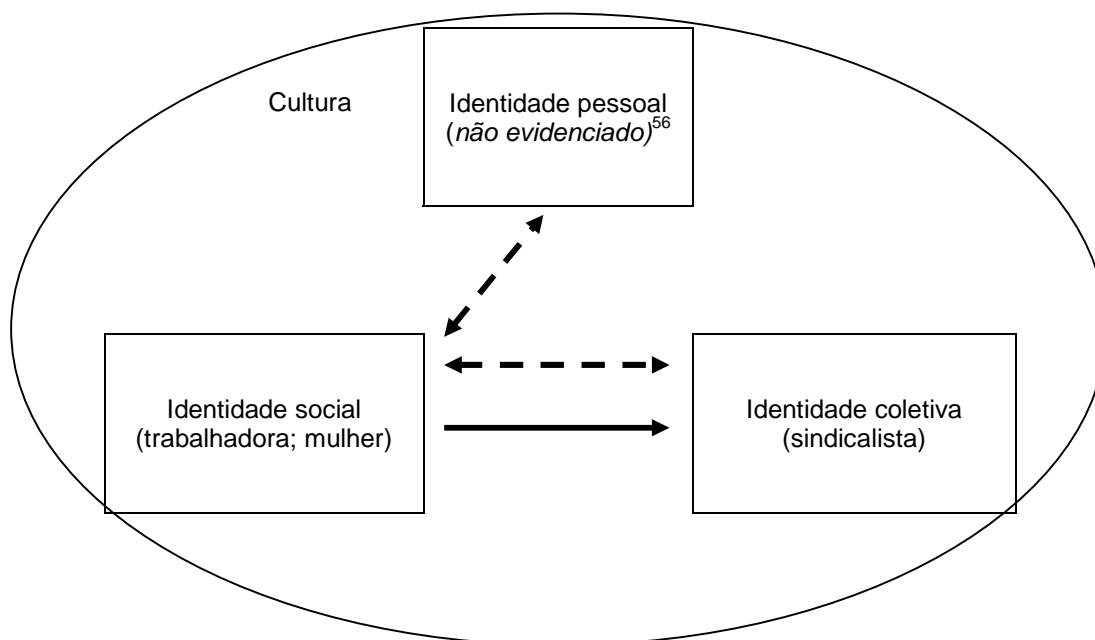 Cultura
Identidade pessoal
(não evidenciado)56
Identidade social
(trabalhadora; mulher)
Identidade coletiva
(sindicalista)